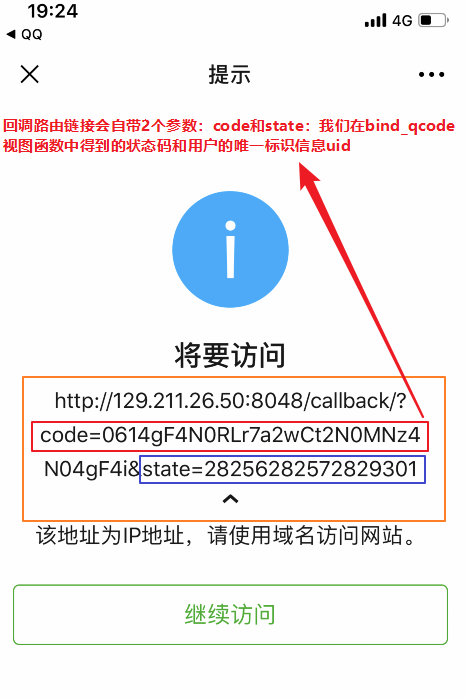 19:24
QQ
4G
提示
回调路由链接会自带2个参数：code和state：我们在bind_qcode
视图函数中得到的状态码和用户的唯一标识信息uid
i
将要访问
http://129.211.26.50:8048/callback/?
code=0614gF4N0RLr7a2wCt2N0MNz4
N04gF4i&state=28256282572829301
该地址为IP地址，请使用域名访问网站。
继续访问